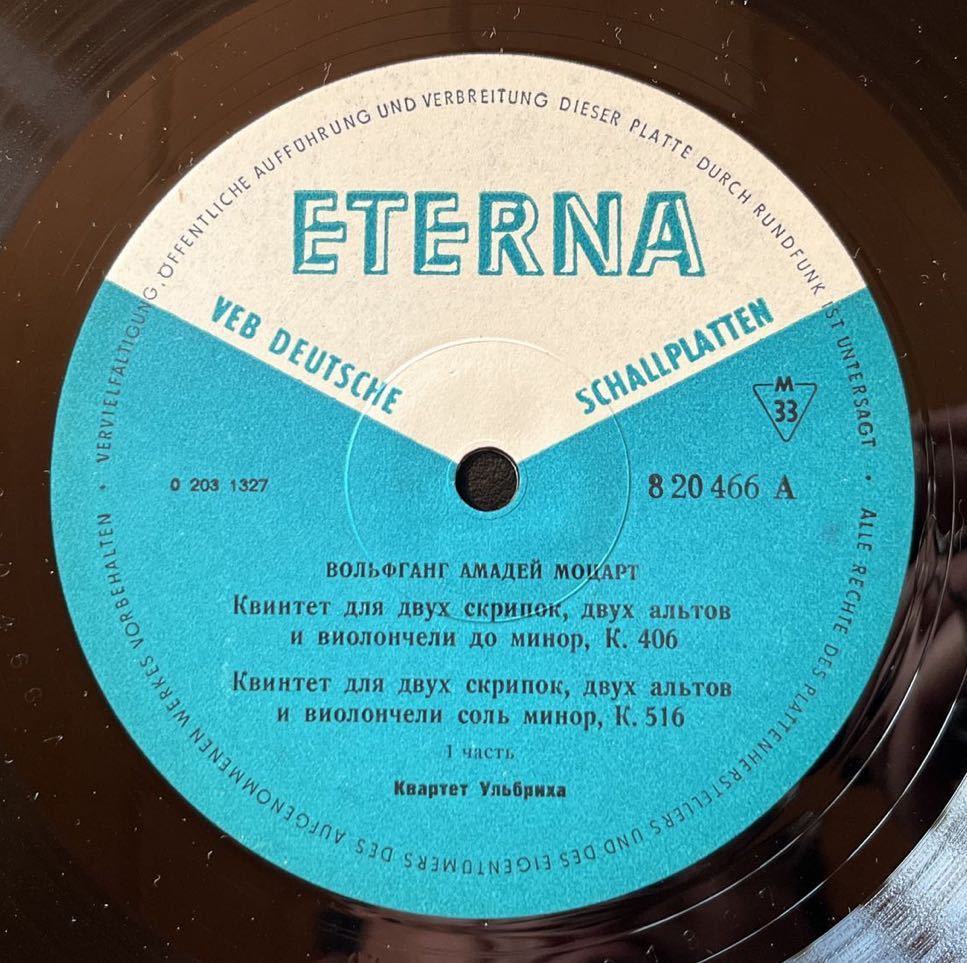 ETERNA
VEB DEUTSCHE SCHALLPLATTEN
M
33
O 203 1327
8 20 466 A
ВОЛЬФГАНГ АМАДЕЙ МОЦАРТ
Квинтет для двух скрипок, двух альтов
и виолончели до минор, К. 406
Квинтет для двух скрипок, двух альтов
и виолончели соль минор, К. 516
I часть
Квартет Ульбриха
ALLE RECHTE DES PLATTENHERSTELLERS UND DES EIGENTÜMERS DES AUFGENOMMENEN WERKES VORBEHALTEN · VERVIELFÄLTIGUNG, ÖFFENTLICHE AUFFÜHRUNG UND VERBREITUNG DIESER PLATTE DURCH RUNDFUNK IST UNTERSAGT ·